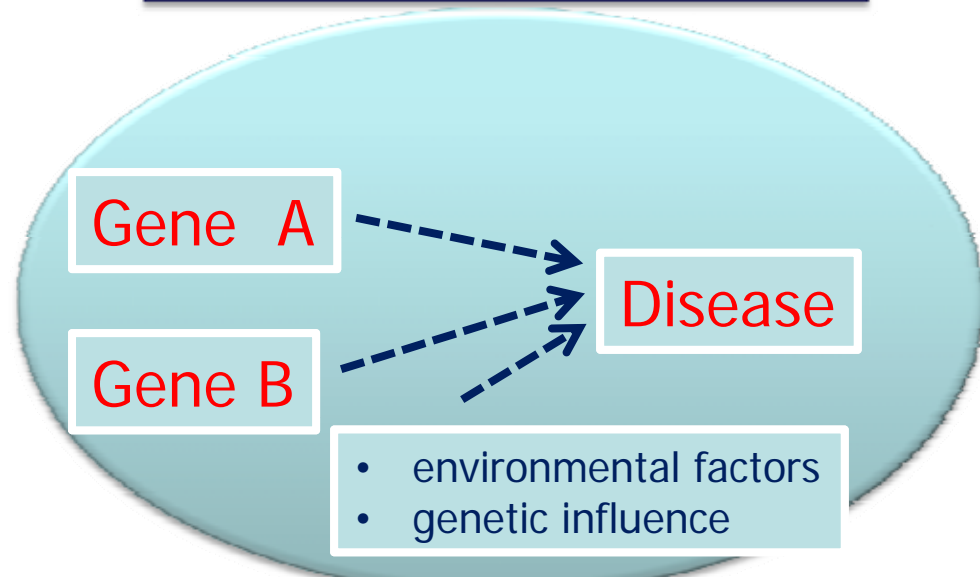 Gene A
Disease
Gene B
• environmental factors
• genetic influence